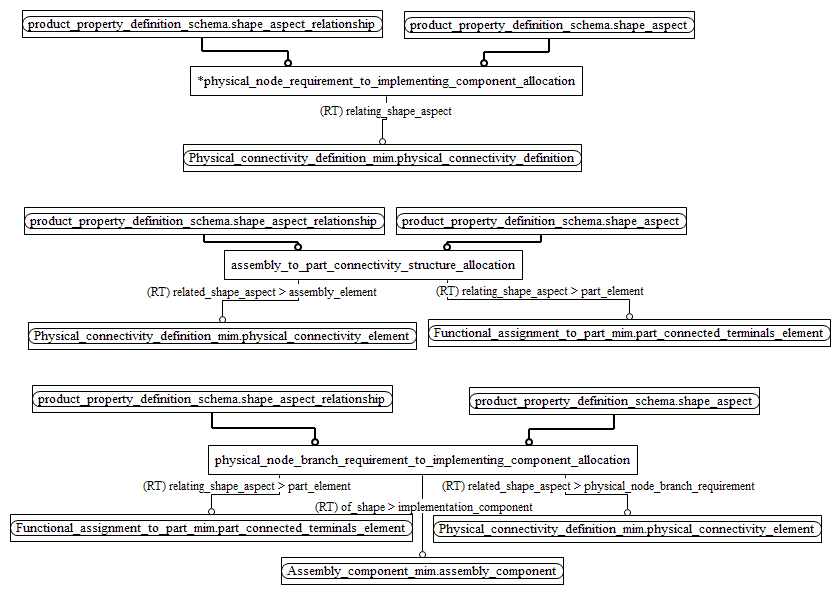 product_property_definition_schema.shape_aspect_relationship
product_property_definition_schema.shape_aspect
*physical_node_requirement_to_implementing_component_allocation
(RT) relating_shape_aspect
Physical_connectivity_definition_mim.physical_connectivity_definition
product_property_definition_schema.shape_aspect_relationship
product_property_definition_schema.shape_aspect
assembly_to_part_connectivity_structure_allocation
(RT) related_shape_aspect > assembly_element
(RT) relating_shape_aspect > part_element
Physical_connectivity_definition_mim.physical_connectivity_element
Functional_assignment_to_part_mim.part_connected_terminals_element
product_property_definition_schema.shape_aspect_relationship
product_property_definition_schema.shape_aspect
physical_node_branch_requirement_to_implementing_component_allocation
(RT) relating_shape_aspect > part_element
(RT) related_shape_aspect > physical_node_branch_requirement
(RT) of_shape > implementation_component
Functional_assignment_to_part_mim.part_connected_terminals_element
Physical_connectivity_definition_mim.physical_connectivity_element
Assembly_component_mim.assembly_component